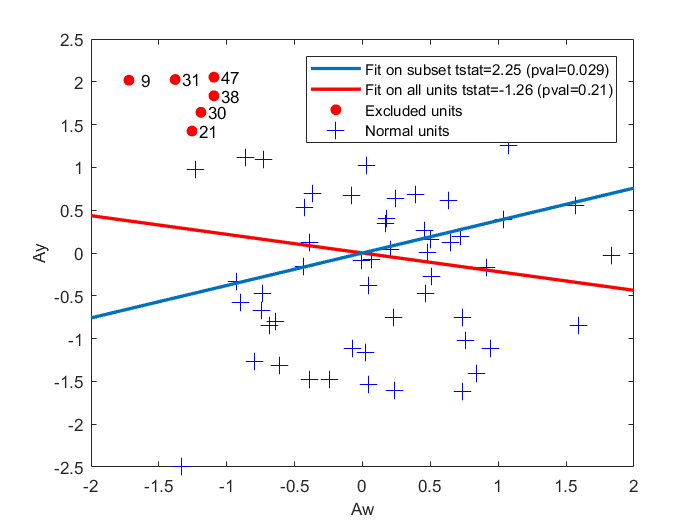 2.5
2
1.5
1
0.5
0
-0.5
-1
-1.5
-2
-2.5
Ay
9
31
47
38
30
21
Fit on subset tstat=2.25 (pval=0.029)
Fit on all units tstat=-1.26 (pval=0.21)
Excluded units
Normal units
-2 -1.5 -1 -0.5 0 0.5 1 1.5 2
Aw